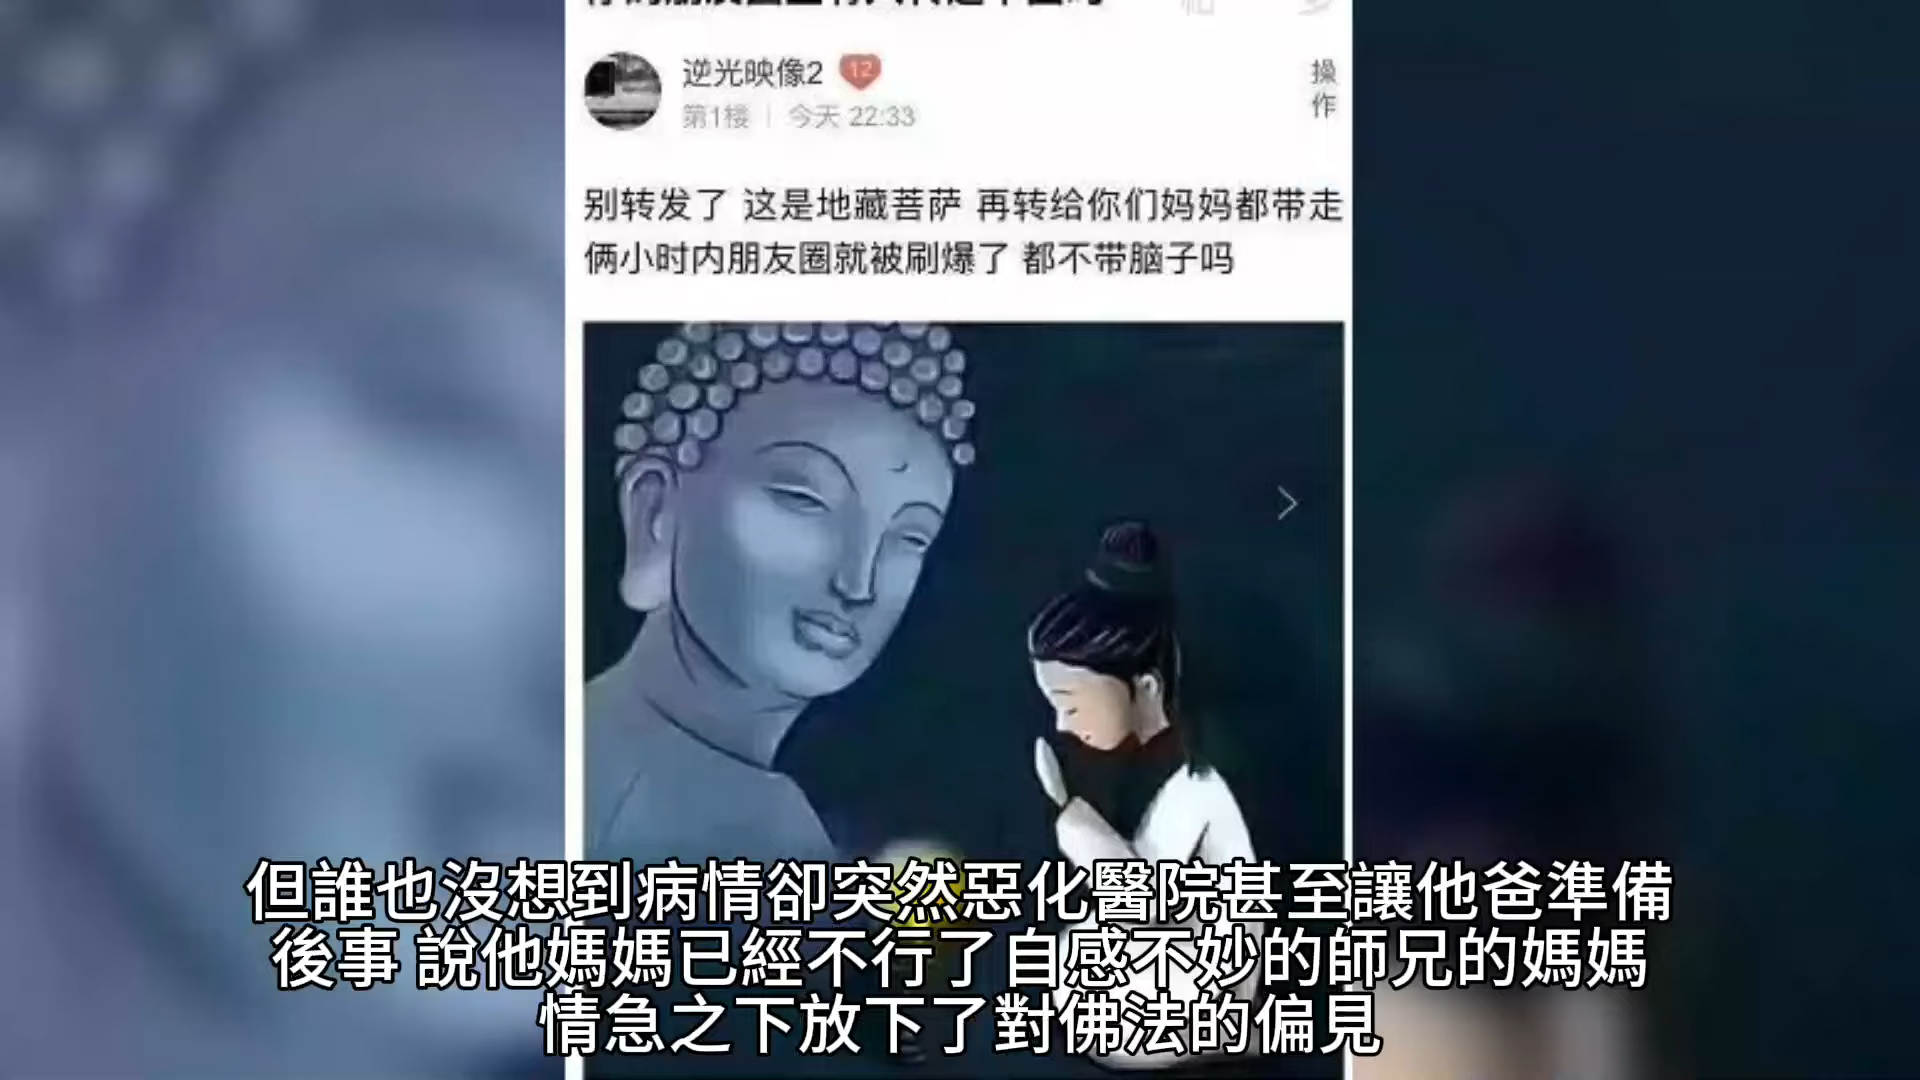 逆光映像2 12
操作
第1楼 | 今天 22:33
别转发了 这是地藏菩萨 再转给你们妈妈都带走
俩小时内朋友圈就被刷爆了 都不带脑子吗
但誰也沒想到病情卻突然惡化醫院甚至讓他爸準備
後事 說他媽媽已經不行了自感不妙的師兄的媽媽
情急之下放下了對佛法的偏見